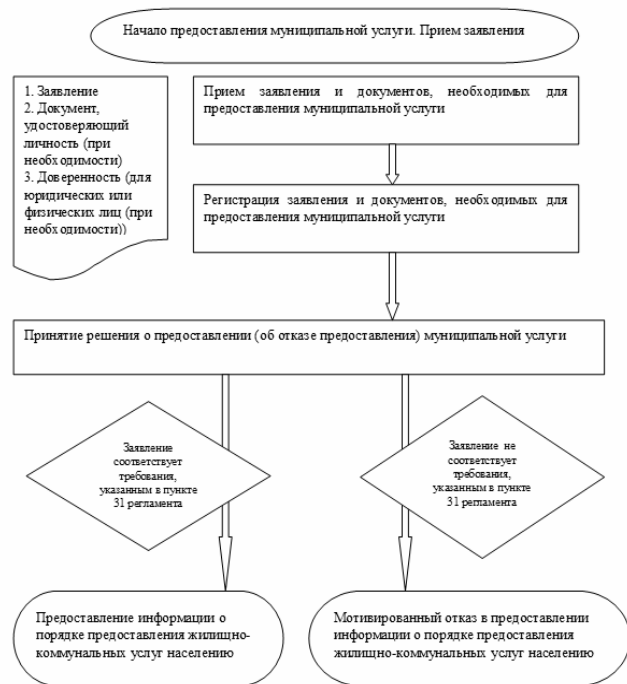 Начало предоставления муниципальной услуги. Прием заявления
1. Заявление
2. Документ,
удостоверяющий
личность (при
необходимости)
3. Доверенность (для
юридических или
физических лиц (при
необходимости))
Прием заявления и документов, необходимых для
предоставления муниципальной услуги
Регистрация заявления и документов, необходимых для
предоставления муниципальной услуги
Принятие решения о предоставлении (об отказе предоставления) муниципальной услуги
Заявление
соответствует
требования,
указанным в пункте
31 регламента
Заявление не
соответствует
требования,
указанным в пункте
31 регламента
Предоставление информации о
порядке предоставления жилищно-
коммунальных услуг населению
Мотивированный отказ в предоставлении
информации о порядке предоставления
жилищно-коммунальных услуг населению